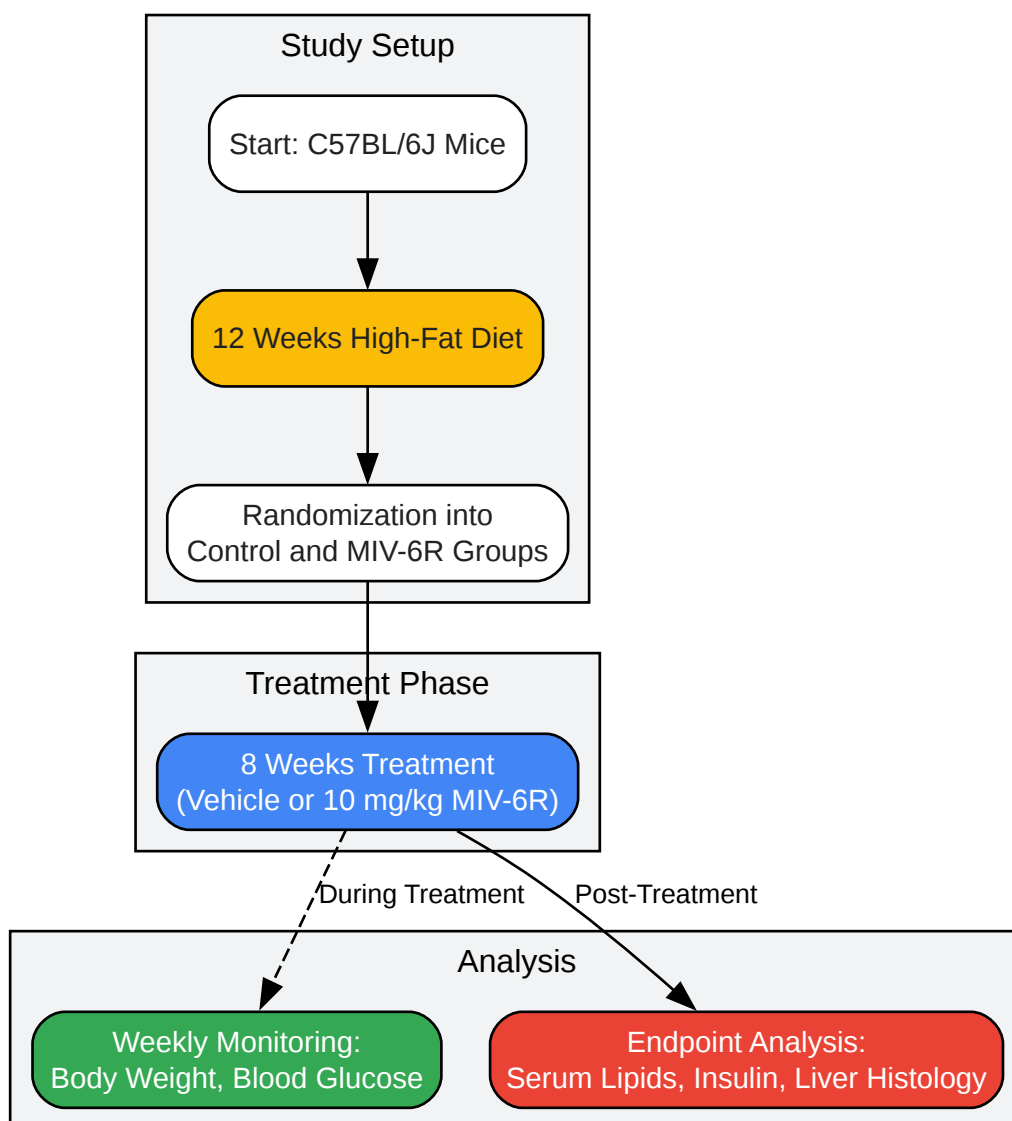 Study Setup
Start: C57BL/6J Mice
12 Weeks High-Fat Diet
Randomization into
Control and MIV-6R Groups
Treatment Phase
8 Weeks Treatment
(Vehicle or 10 mg/kg MIV-6R)
During Treatment
Post-Treatment
Analysis
Weekly Monitoring:
Body Weight, Blood Glucose
Endpoint Analysis:
Serum Lipids, Insulin, Liver Histology